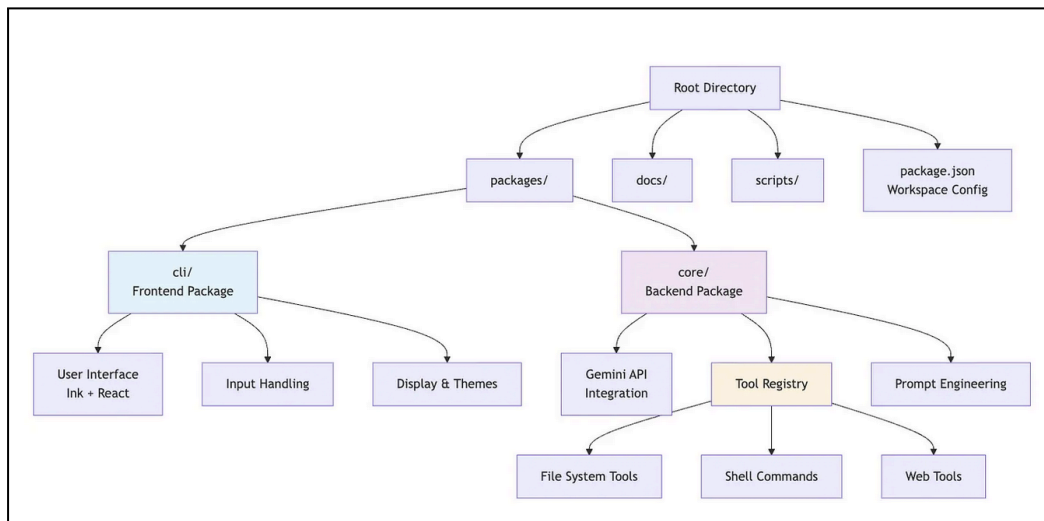 Root Directory
packages/
docs/
scripts/
package.json
Workspace Config
cli/
Frontend Package
core/
Backend Package
User Interface
Ink + React
Input Handling
Display & Themes
Gemini API
Integration
Tool Registry
Prompt Engineering
File System Tools
Shell Commands
Web Tools